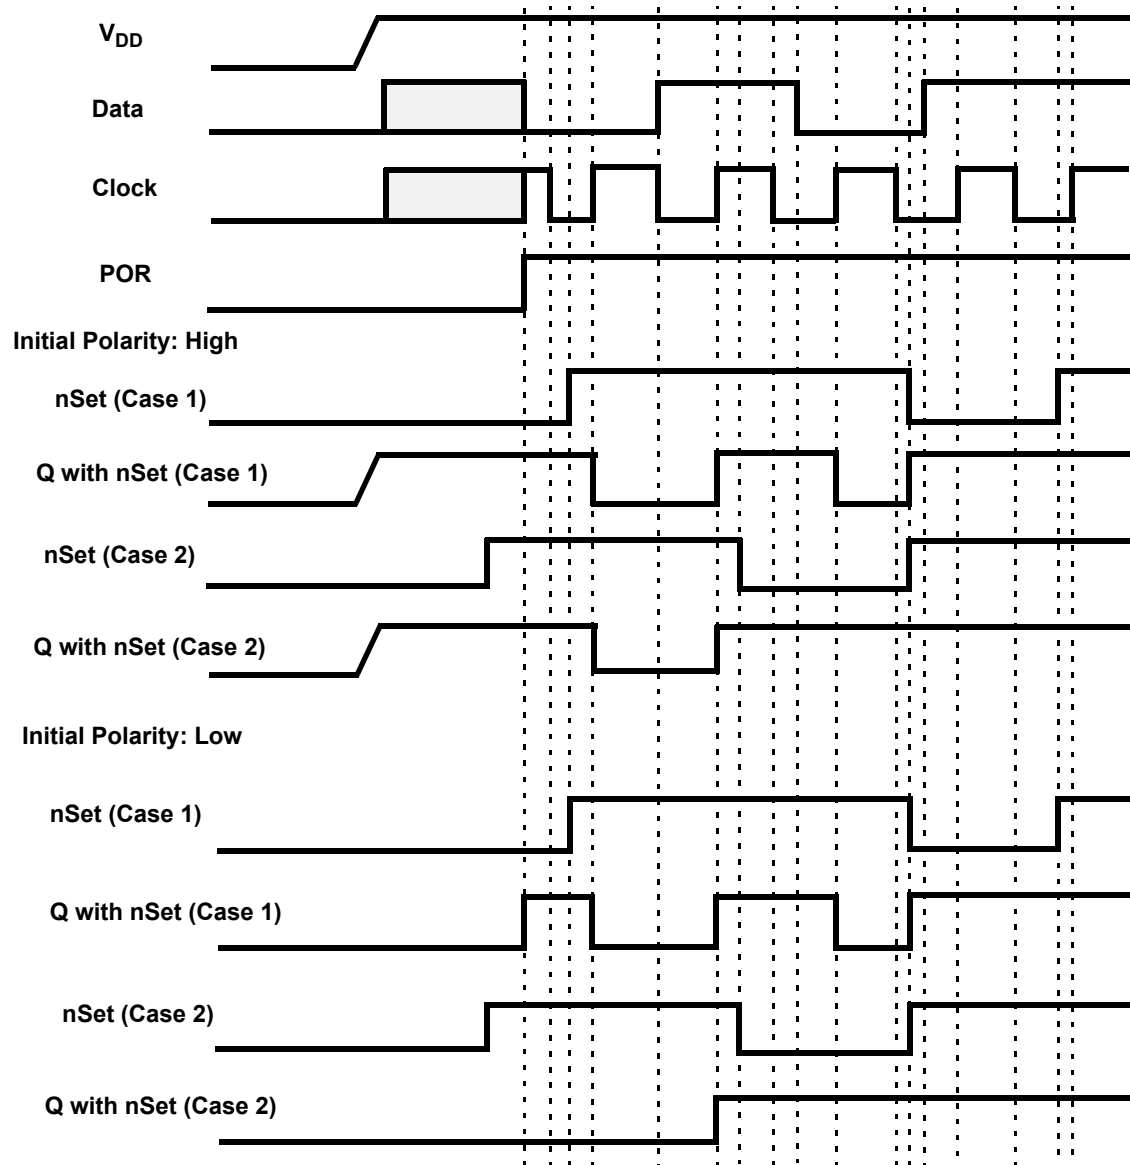 VDD
Data
Clock
POR
Initial Polarity: High
nSet (Case 1)
Q with nSet (Case 1)
nSet (Case 2)
Q with nSet (Case 2)
Initial Polarity: Low
nSet (Case 1)
Q with nSet (Case 1)
nSet (Case 2)
Q with nSet (Case 2)